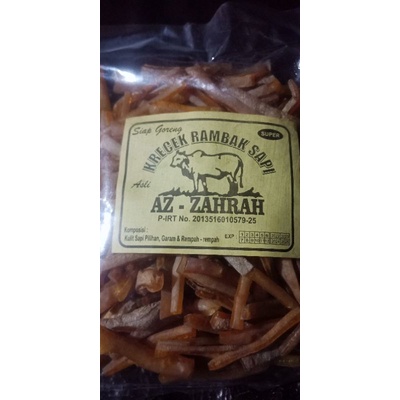 Siap Goreng
SUPER
KRECEK RAMBAK SAPI
Asli
AZ - ZAHRAH
P-IRT No. 2013516010579-25
Komposisi :
Kulit Sapi Pilihan, Garam & Rempah - rempah
EXP